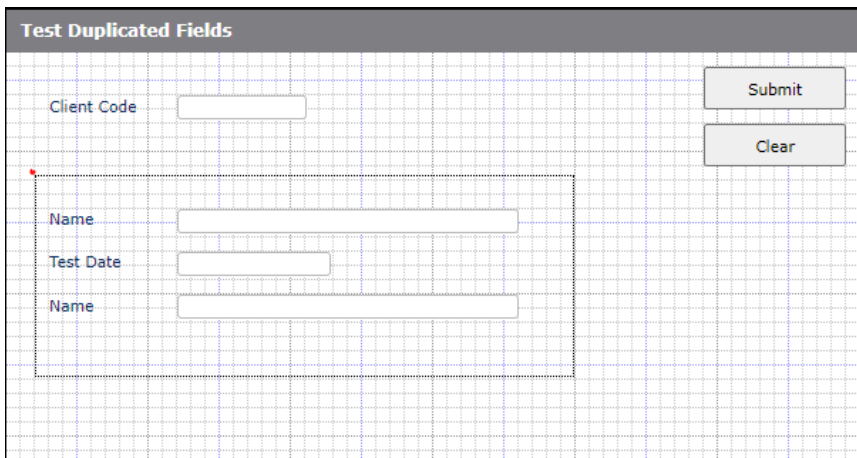 Test Duplicated Fields
Submit
Client Code
Clear
Name
Test Date
Name